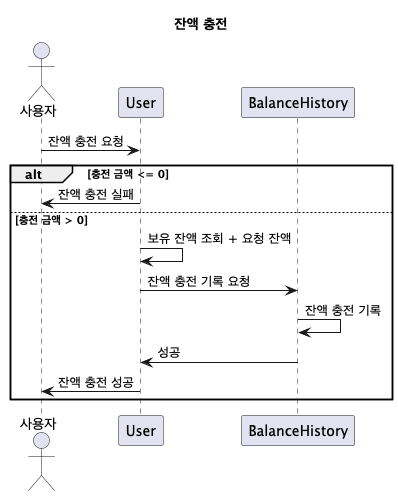 잔액 충전
사용자
User
BalanceHistory
잔액 충전 요청
alt
[충전 금액 <= 0]
잔액 충전 실패
[충전 금액 > 0]
보유 잔액 조회 + 요청 잔액
잔액 충전 기록 요청
잔액 충전 기록
성공
잔액 충전 성공
사용자
User
BalanceHistory